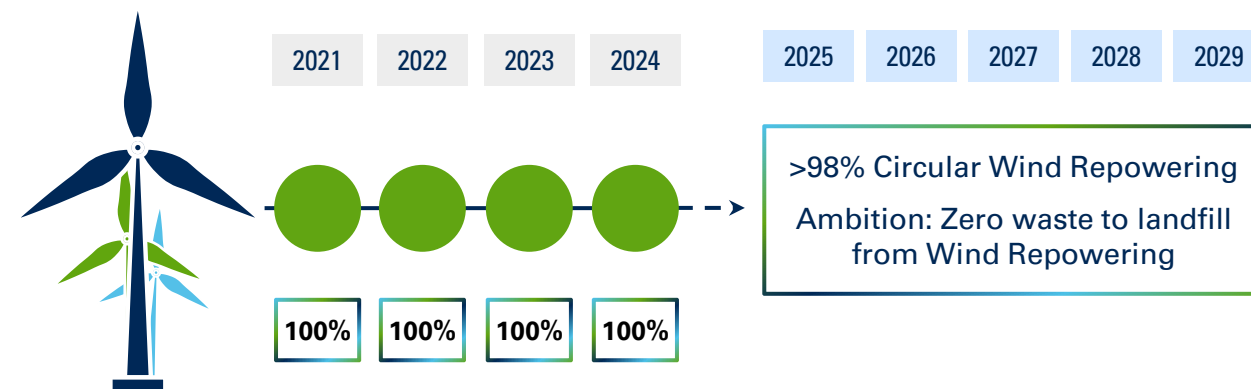 2021 2022 2023 2024 2025 2026 2027 2028 2029
>98% Circular Wind Repowering
Ambition: Zero waste to landfill
from Wind Repowering
100% 100% 100% 100%